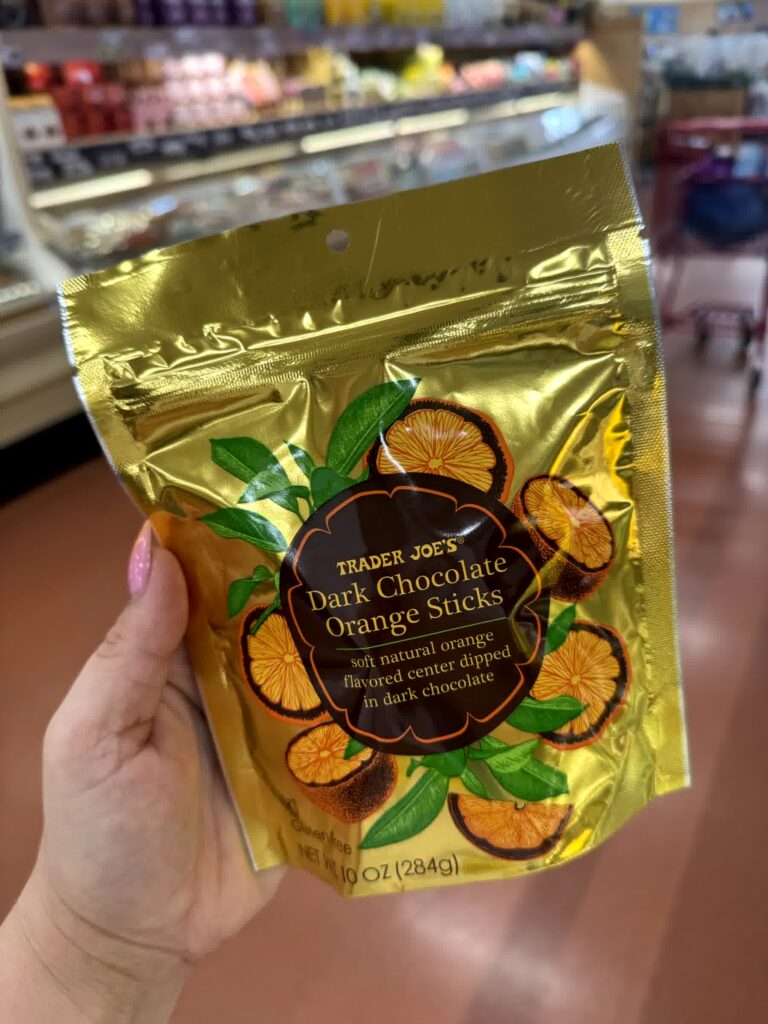 TRADER JOE'S®
Dark Chocolate
Orange Sticks
soft natural orange
flavored center dipped
in dark chocolate
Gluten Free
NET WT. 10 OZ (284g)